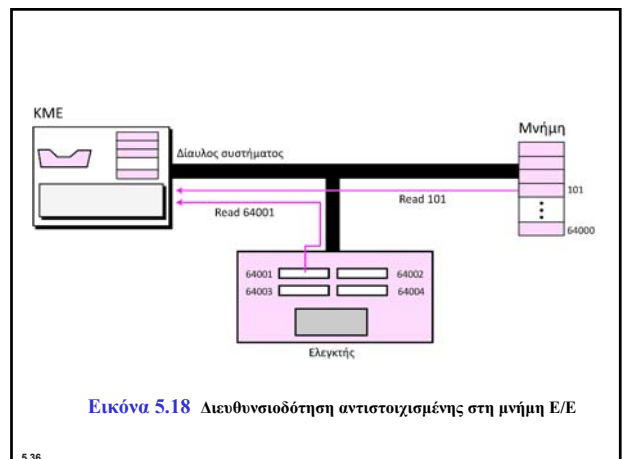 ΚΜΕ
Μνήμη
Δίαυλος συστήματος
Read 101
101
Read 64001
64000
64001
64002
64003
64004
Ελεγκτής
Εικόνα 5.18 Διευθυνσιοδότηση αντιστοιχισμένης στη μνήμη Ε/Ε
5.36